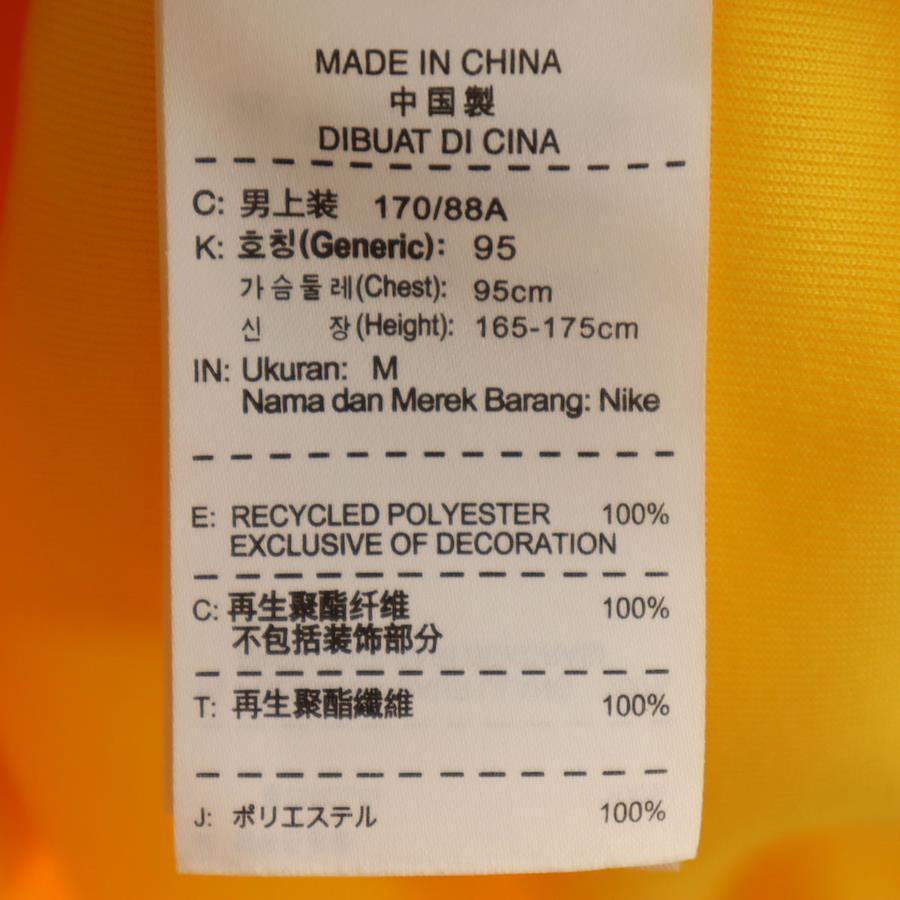 MADE IN CHINA
中国製
DIBUAT DI CINA
C: 男上装 170/88A
K: 호칭(Generic): 95
가슴둘레(Chest): 95cm
신 장(Height): 165-175cm
IN: Ukuran: M
Nama dan Merek Barang: Nike
E: RECYCLED POLYESTER 100%
EXCLUSIVE OF DECORATION
C: 再生聚酯纤维 100%
不包括装饰部分
T: 再生聚酯纖維 100%
J: ポリエステル 100%